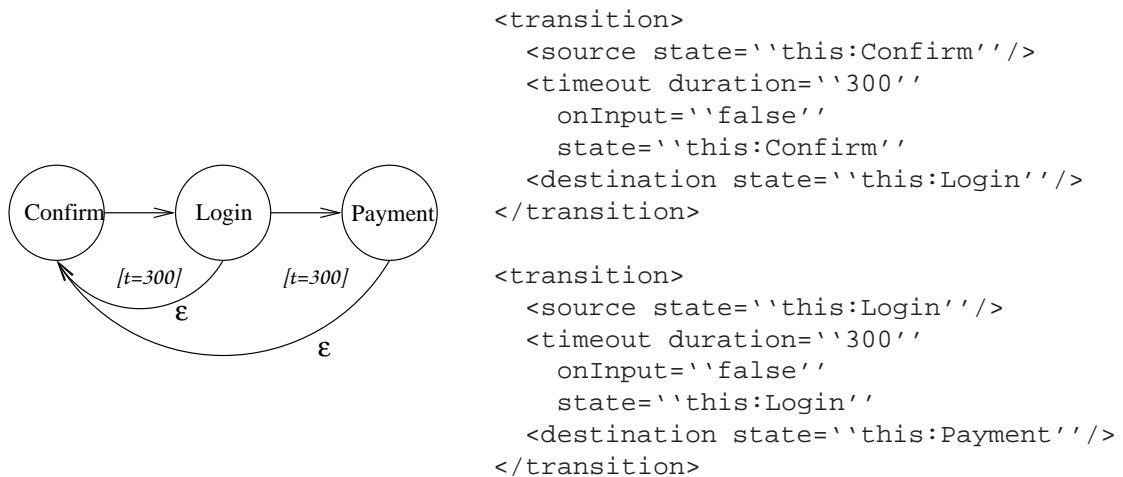 Confirm
Login
Payment
[t=300]
[t=300]
ε
ε
<transition>
  <source state=‘‘this:Confirm’’/>
  <timeout duration=‘‘300’’
    onInput=‘‘false’’
    state=‘‘this:Confirm’’
  <destination state=‘‘this:Login’’/>
</transition>
<transition>
  <source state=‘‘this:Login’’/>
  <timeout duration=‘‘300’’
    onInput=‘‘false’’
    state=‘‘this:Login’’
  <destination state=‘‘this:Payment’’/>
</transition>